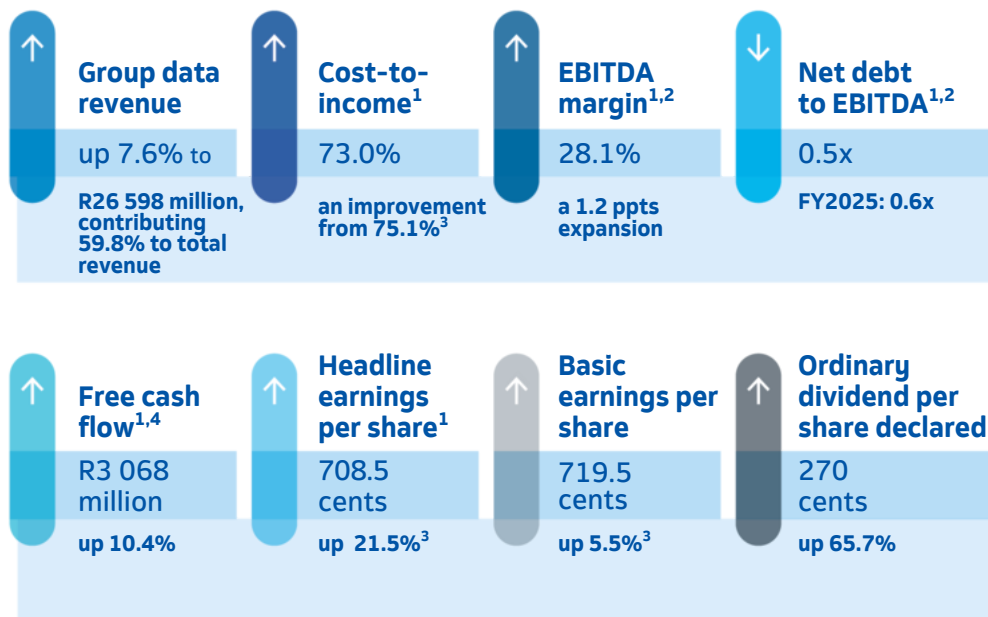 Group data
revenue
up 7.6% to
R26 598 million,
contributing
59.8% to total
revenue
Cost-to-
income1
73.0%
an improvement
from 75.1%3
EBITDA
margin1,2
28.1%
a 1.2 ppts
expansion
Net debt
to EBITDA1,2
0.5x
FY2025: 0.6x
Free cash
flow1,4
R3 068
million
up 10.4%
Headline
earnings
per share1
708.5
cents
up 21.5%3
Basic
earnings per
share
719.5
cents
up 5.5%3
Ordinary
dividend per
share declared
270
cents
up 65.7%